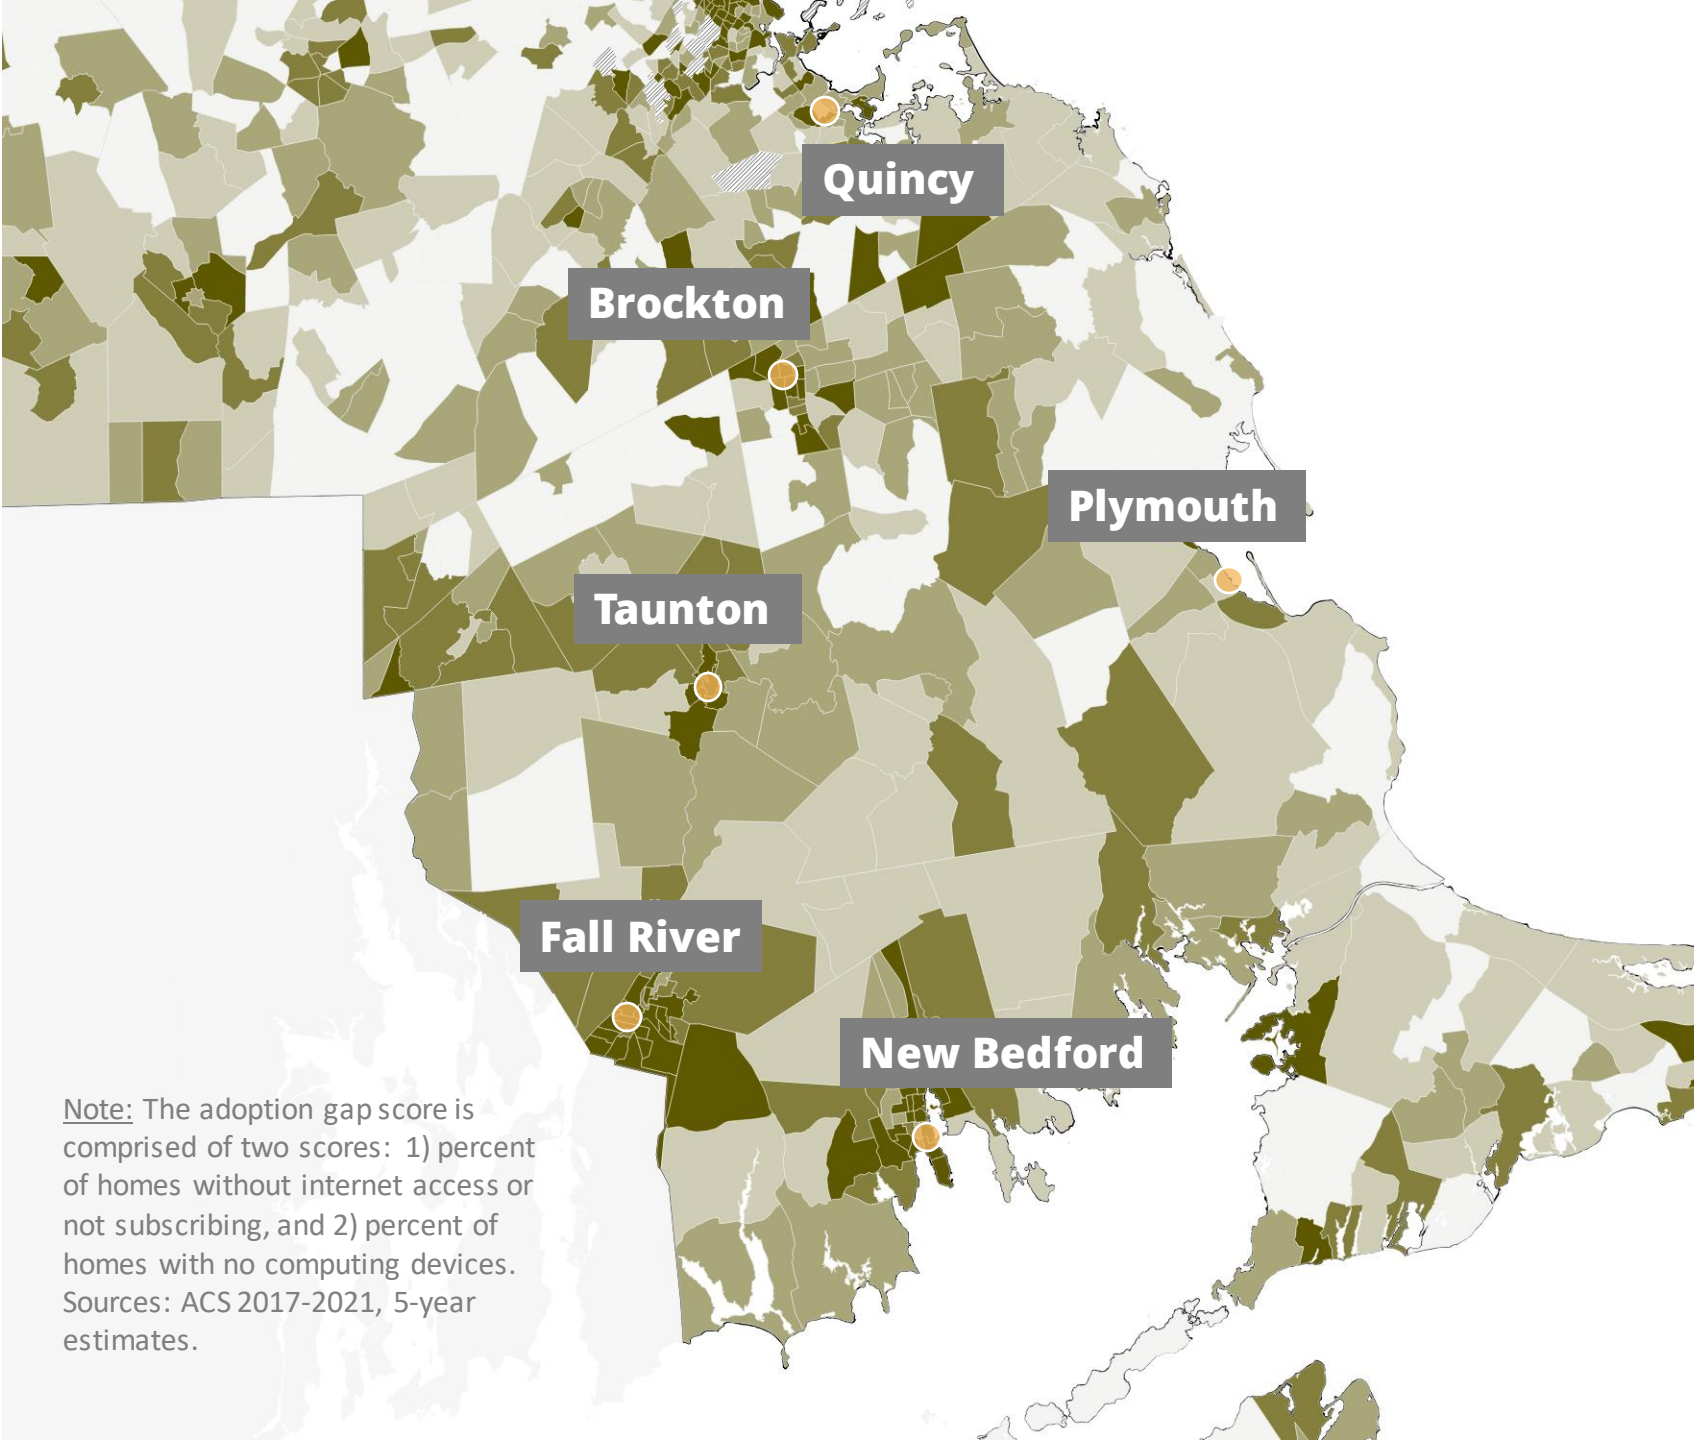 Quincy
Brockton
Plymouth
Taunton
Fall River
New Bedford
Note: The adoption gap score is
comprised of two scores: 1) percent
of homes without internet access or
not subscribing, and 2) percent of
homes with no computing devices.
Sources: ACS 2017-2021, 5-year
estimates.